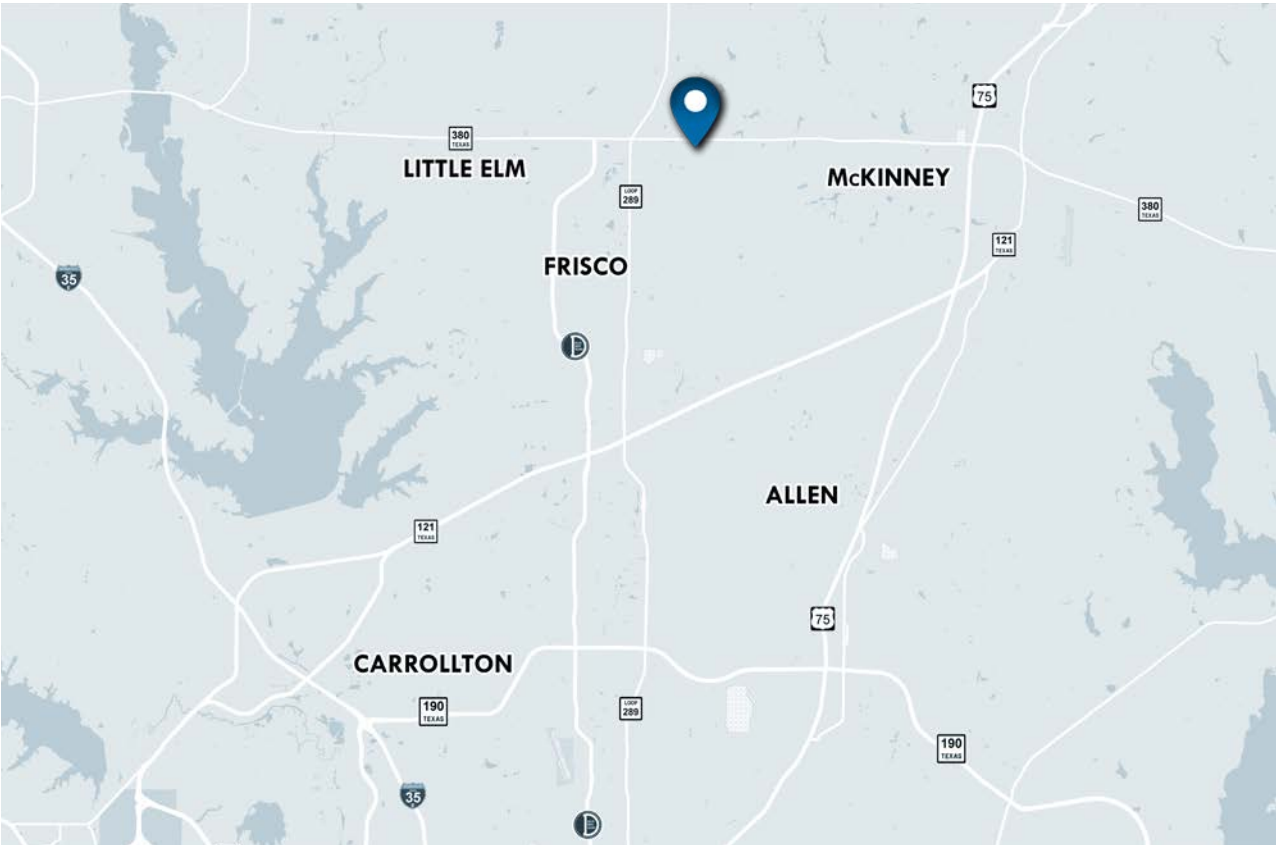 75
380
TEXAS
LITTLE ELM
McKINNEY
LOOP
289
380
TEXAS
121
TEXAS
FRISCO
35
D
ALLEN
121
TEXAS
75
CARROLLTON
190
TEXAS
LOOP
289
190
TEXAS
35
D